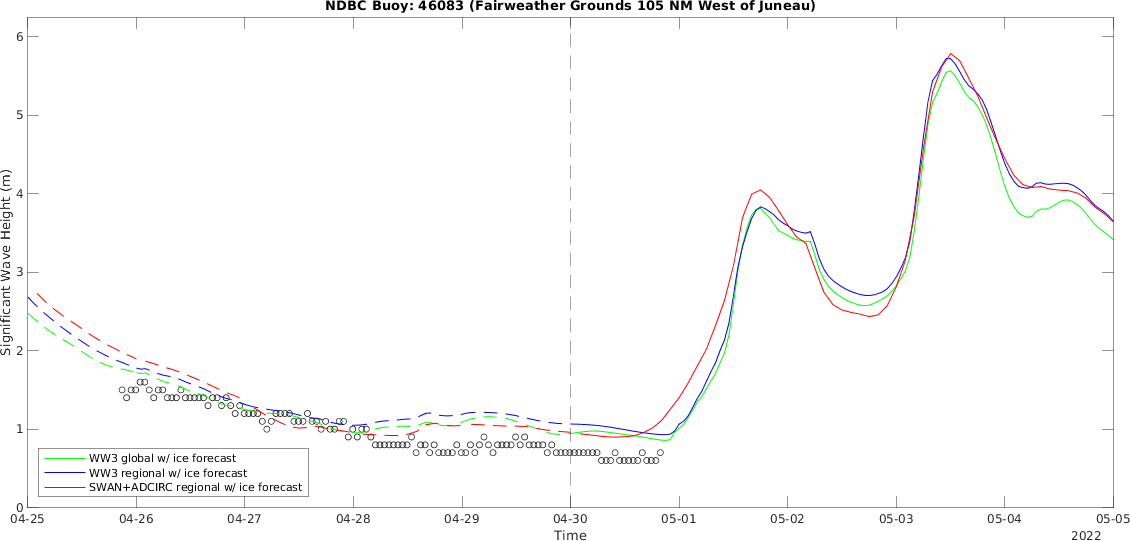 NDBC Buoy: 46083 (Fairweather Grounds 105 NM West of Juneau)
Significant Wave Height (m)
6
5
4
3
2
1
0
WW3 global w/ ice forecast
WW3 regional w/ ice forecast
SWAN+ADCIRC regional w/ ice forecast
04-25 04-26 04-27 04-28 04-29 04-30 05-01 05-02 05-03 05-04 05-05
Time
2022